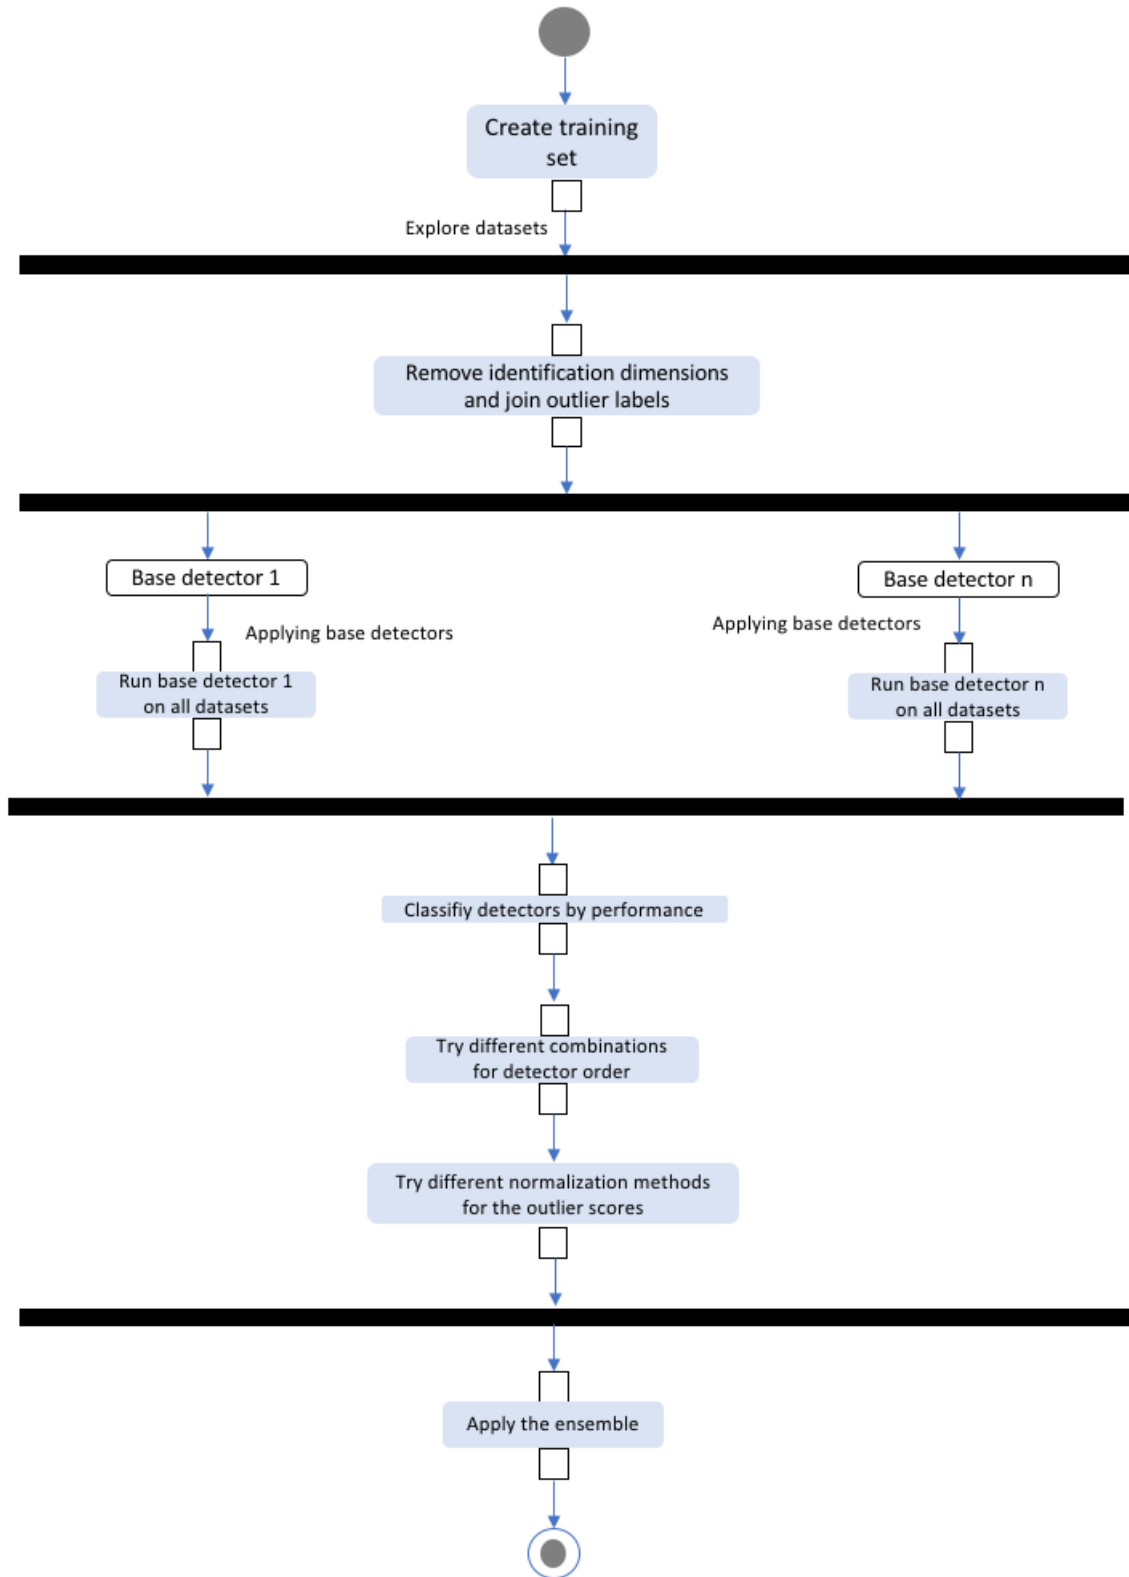 Create training
set
Explore datasets
Remove identification dimensions
and join outlier labels
Base detector 1
Base detector n
Applying base detectors
Applying base detectors
Run base detector 1
on all datasets
Run base detector n
on all datasets
Classifiy detectors by performance
Try different combinations
for detector order
Try different normalization methods
for the outlier scores
Apply the ensemble